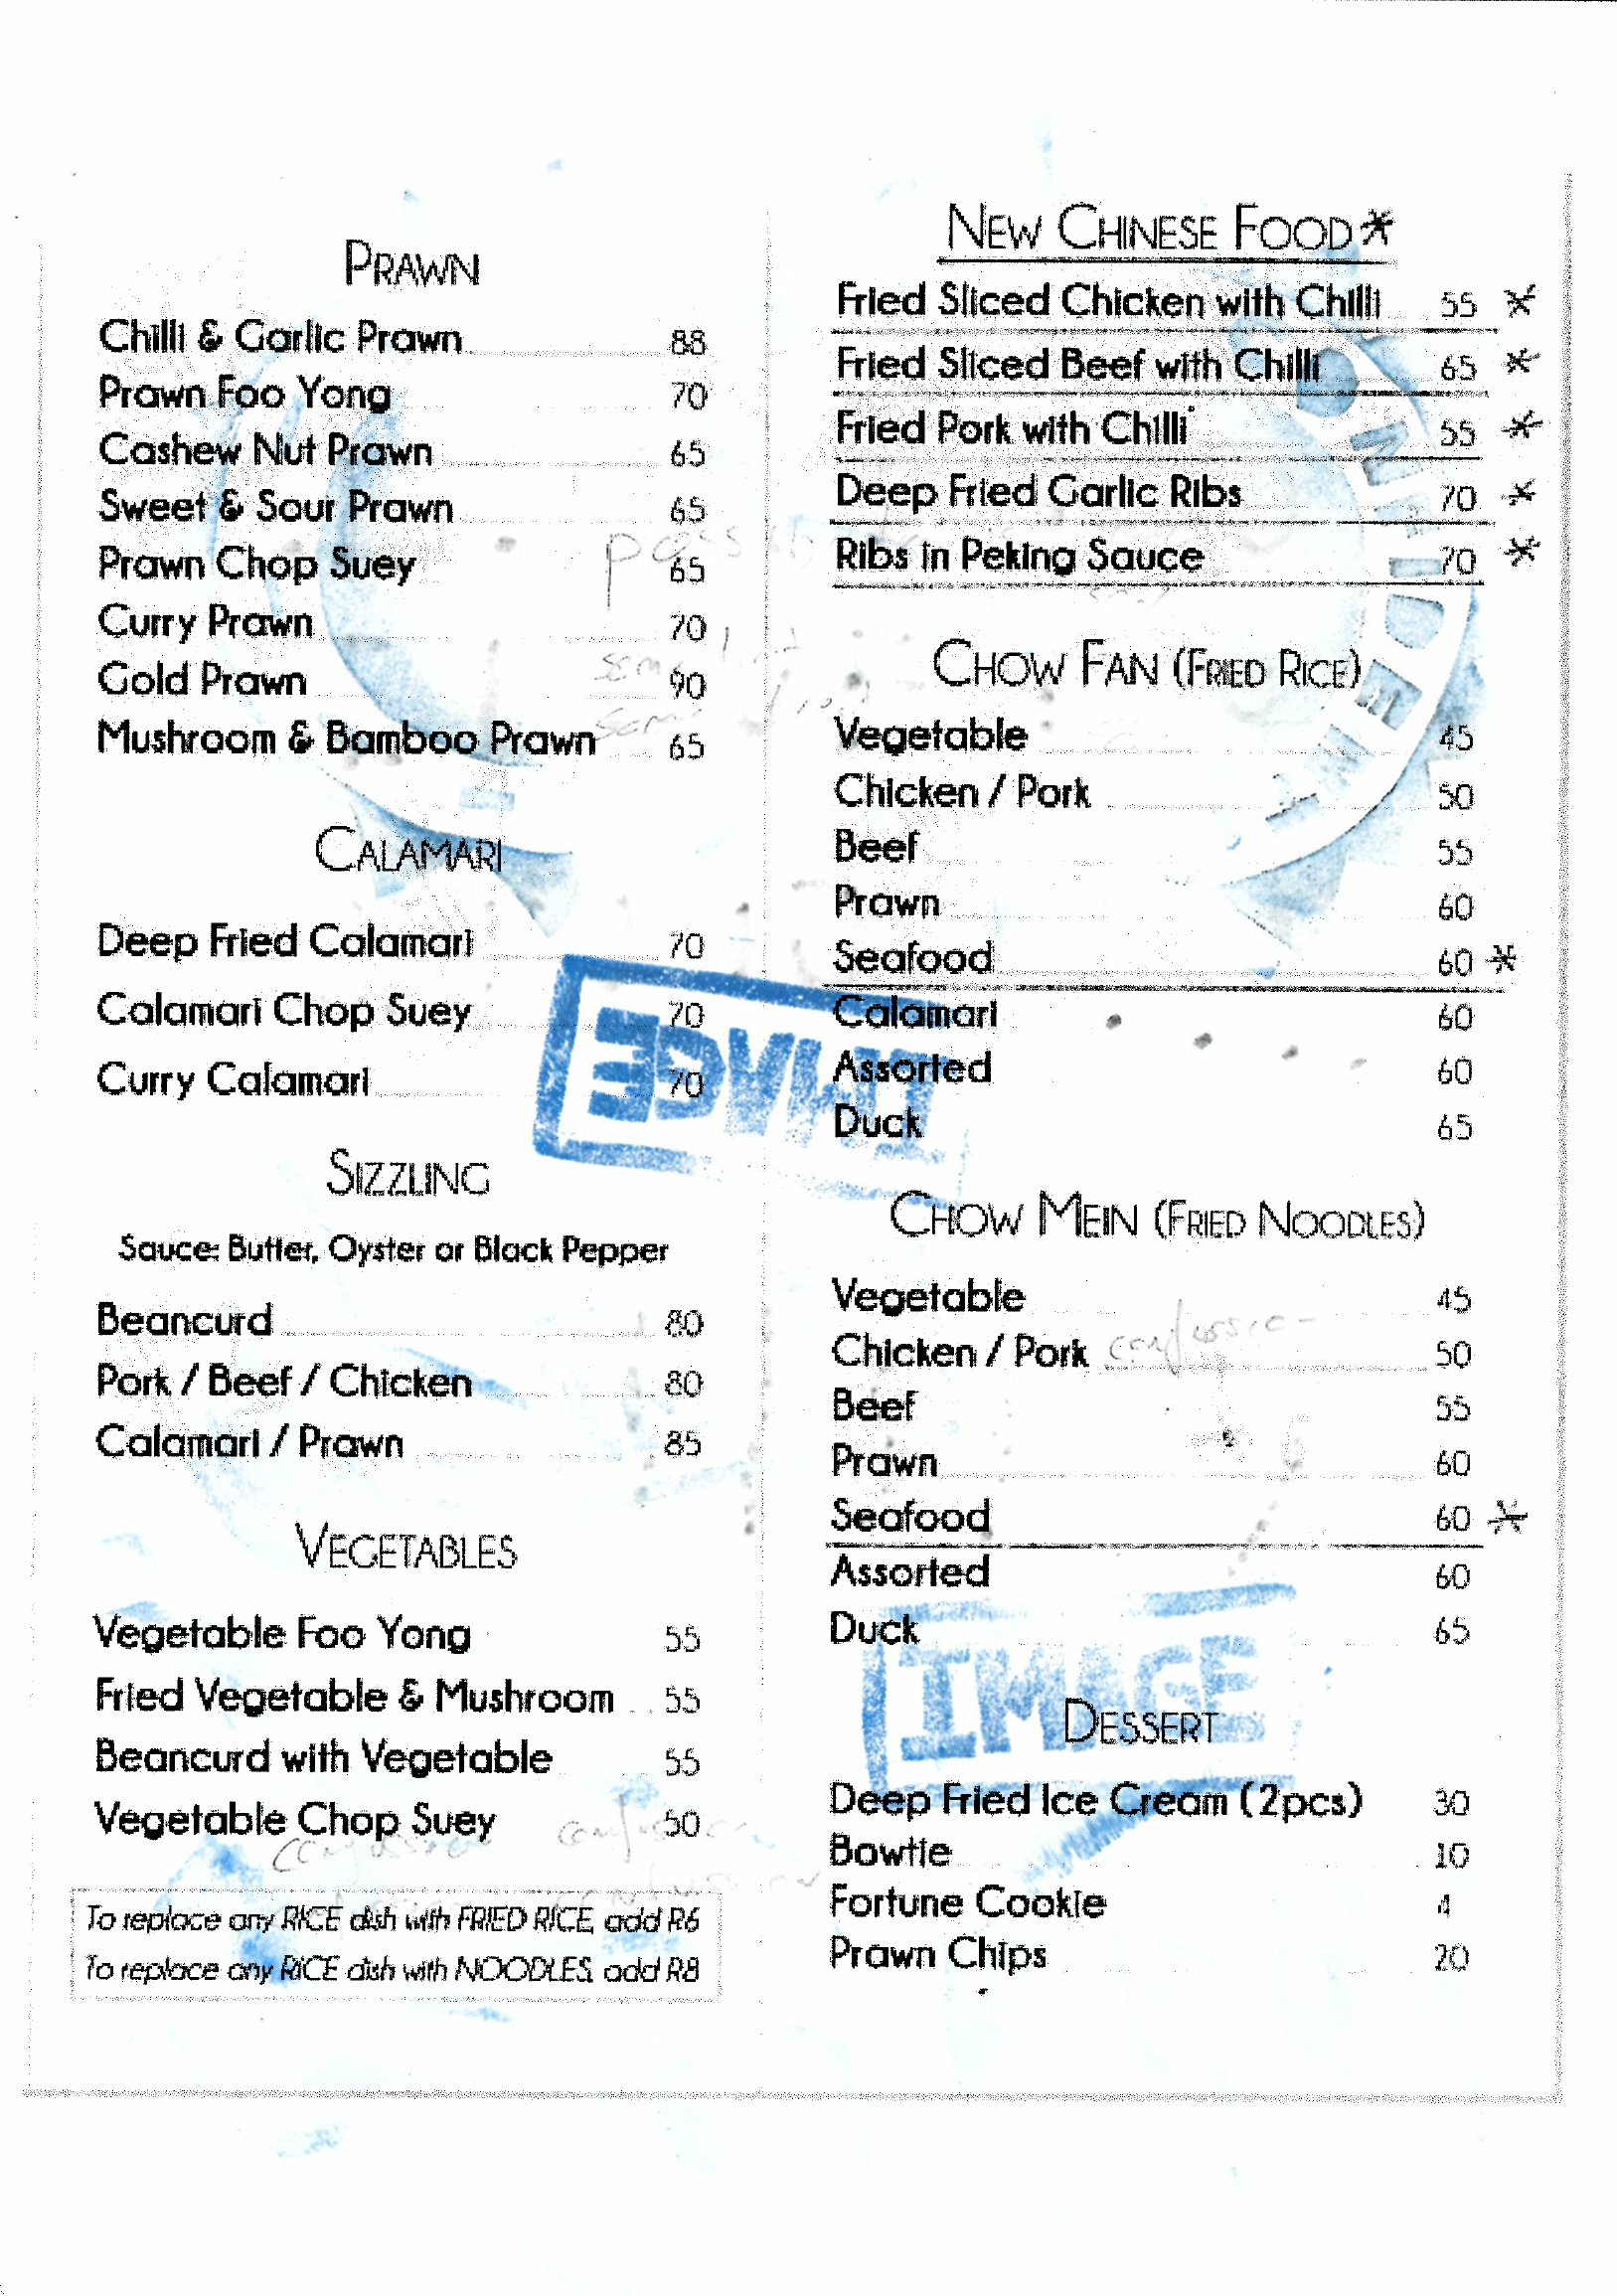 PRAWN
Chilli & Garlic Prawn 88
Prawn Foo Yong 70
Cashew Nut Prawn 65
Sweet & Sour Prawn 65
Prawn Chop Suey 65
Curry Prawn 70
Gold Prawn 90
Mushroom & Bamboo Prawn 65
CALAMARI
Deep Fried Calamari 70
Calamari Chop Suey 70
Curry Calamari 70
SIZZLING
Sauce: Butter, Oyster or Black Pepper
Beancurd 80
Pork / Beef / Chicken 80
Calamari / Prawn 85
VEGETABLES
Vegetable Foo Yong 55
Fried Vegetable & Mushroom 55
Beancurd with Vegetable 55
Vegetable Chop Suey 50
confusion
To replace any RICE dish with FRIED RICE, add R6
To replace any RICE dish with NOODLES, add R8
NEW CHINESE FOOD *
Fried Sliced Chicken with Chilli 55 *
Fried Sliced Beef with Chilli 65 *
Fried Pork with Chilli 55 *
Deep Fried Garlic Ribs 70 *
Ribs in Peking Sauce 70 *
CHOW FAN (FRIED RICE)
Vegetable 45
Chicken / Pork 50
Beef 55
Prawn 60
Seafood 60 *
Calamari 60
Assorted 60
Duck 65
IMAGE
CHOW MEIN (FRIED NOODLES)
Vegetable 45
Chicken / Pork 50
Beef 55
Prawn 60
Seafood 60 *
Assorted 60
Duck 65
IMAGE
DESSERT
Deep Fried Ice Cream (2pcs) 30
Bowtie 10
Fortune Cookie 4
Prawn Chips 20